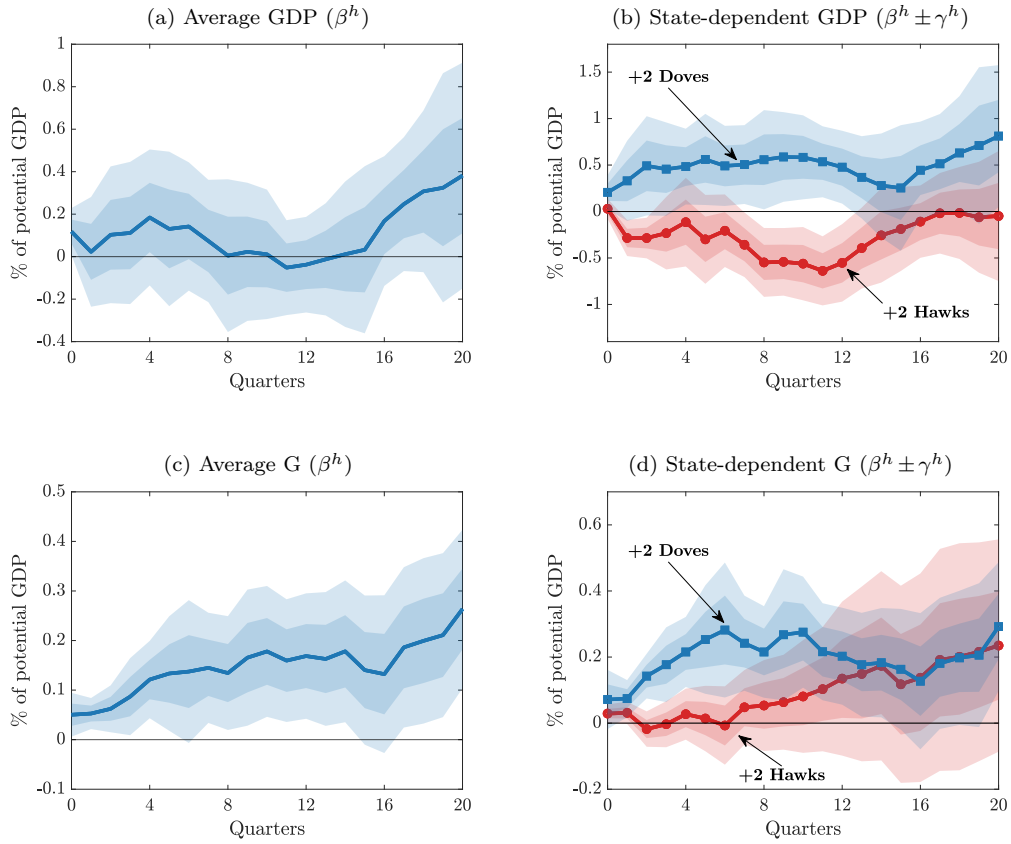 (a) Average GDP (β^h)
% of potential GDP
1
0.8
0.6
0.4
0.2
0
-0.2
-0.4
0 4 8 12 16 20
Quarters
(b) State-dependent GDP (β^h ± γ^h)
% of potential GDP
1.5
1
0.5
0
-0.5
-1
+2 Doves
+2 Hawks
0 4 8 12 16 20
Quarters
(c) Average G (β^h)
% of potential GDP
0.5
0.4
0.3
0.2
0.1
0
-0.1
0 4 8 12 16 20
Quarters
(d) State-dependent G (β^h ± γ^h)
% of potential GDP
0.6
0.4
0.2
0
-0.2
+2 Doves
+2 Hawks
0 4 8 12 16 20
Quarters